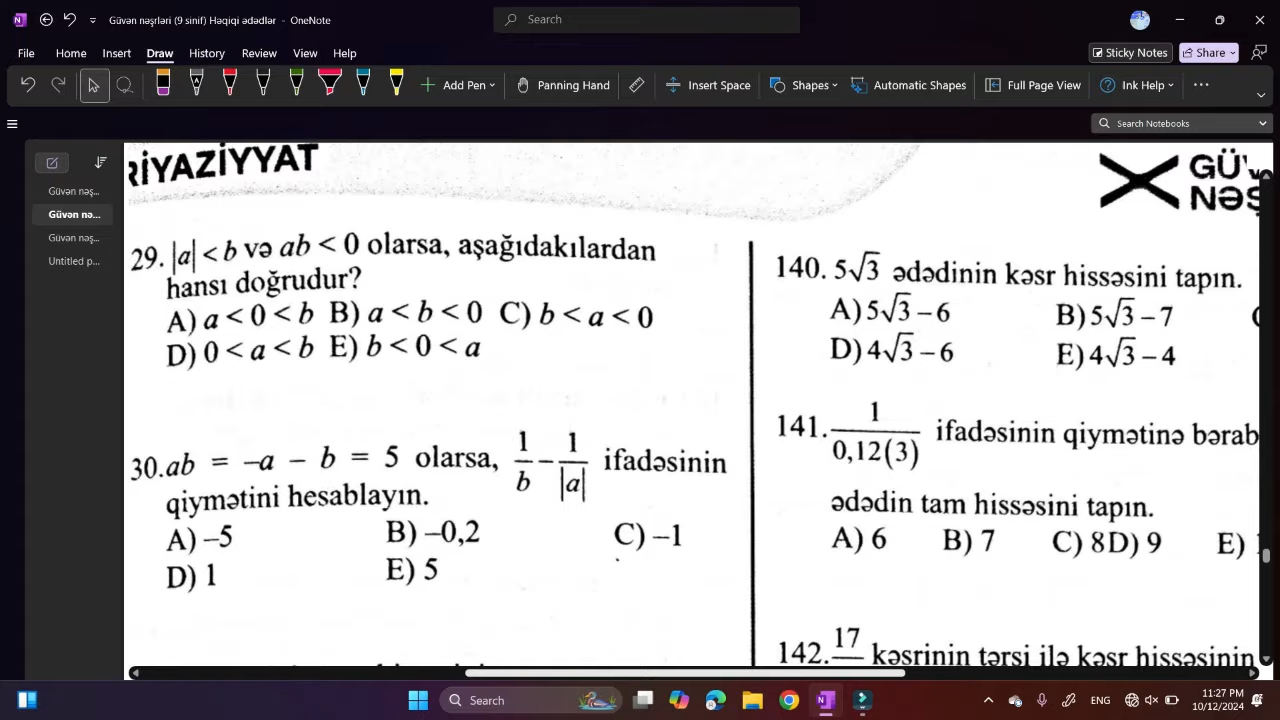 Güvən nəşrləri (9 sinif) Həqiqi ədədlər - OneNote
Search
File Home Insert Draw History Review View Help
Sticky Notes Share
Add Pen Panning Hand Insert Space Shapes Automatic Shapes Full Page View Ink Help
Search Notebooks
Güvən nəş...
Güvən nə...
Güvən nəş...
Untitled p...
RİYAZİYYAT
GÜV
NƏŞ
29. |a| < b və ab < 0 olarsa, aşağıdakılardan
hansı doğrudur?
A) a < 0 < b B) a < b < 0 C) b < a < 0
D) 0 < a < b E) b < 0 < a
30. ab = –a – b = 5 olarsa, 1/b – 1/|a| ifadəsinin
qiymətini hesablayın.
A) –5 B) –0,2 C) –1
D) 1 E) 5
140. 5√3 ədədinin kəsr hissəsini tapın.
A) 5√3 – 6 B) 5√3 – 7
D) 4√3 – 6 E) 4√3 – 4
141. 1/0,12(3) ifadəsinin qiymətinə bərab
ədədin tam hissəsini tapın.
A) 6 B) 7 C) 8 D) 9 E)
142. 17 kəsrinin tərsi ilə kəsr hissəsinin
Search
ENG
11:27 PM
10/12/2024